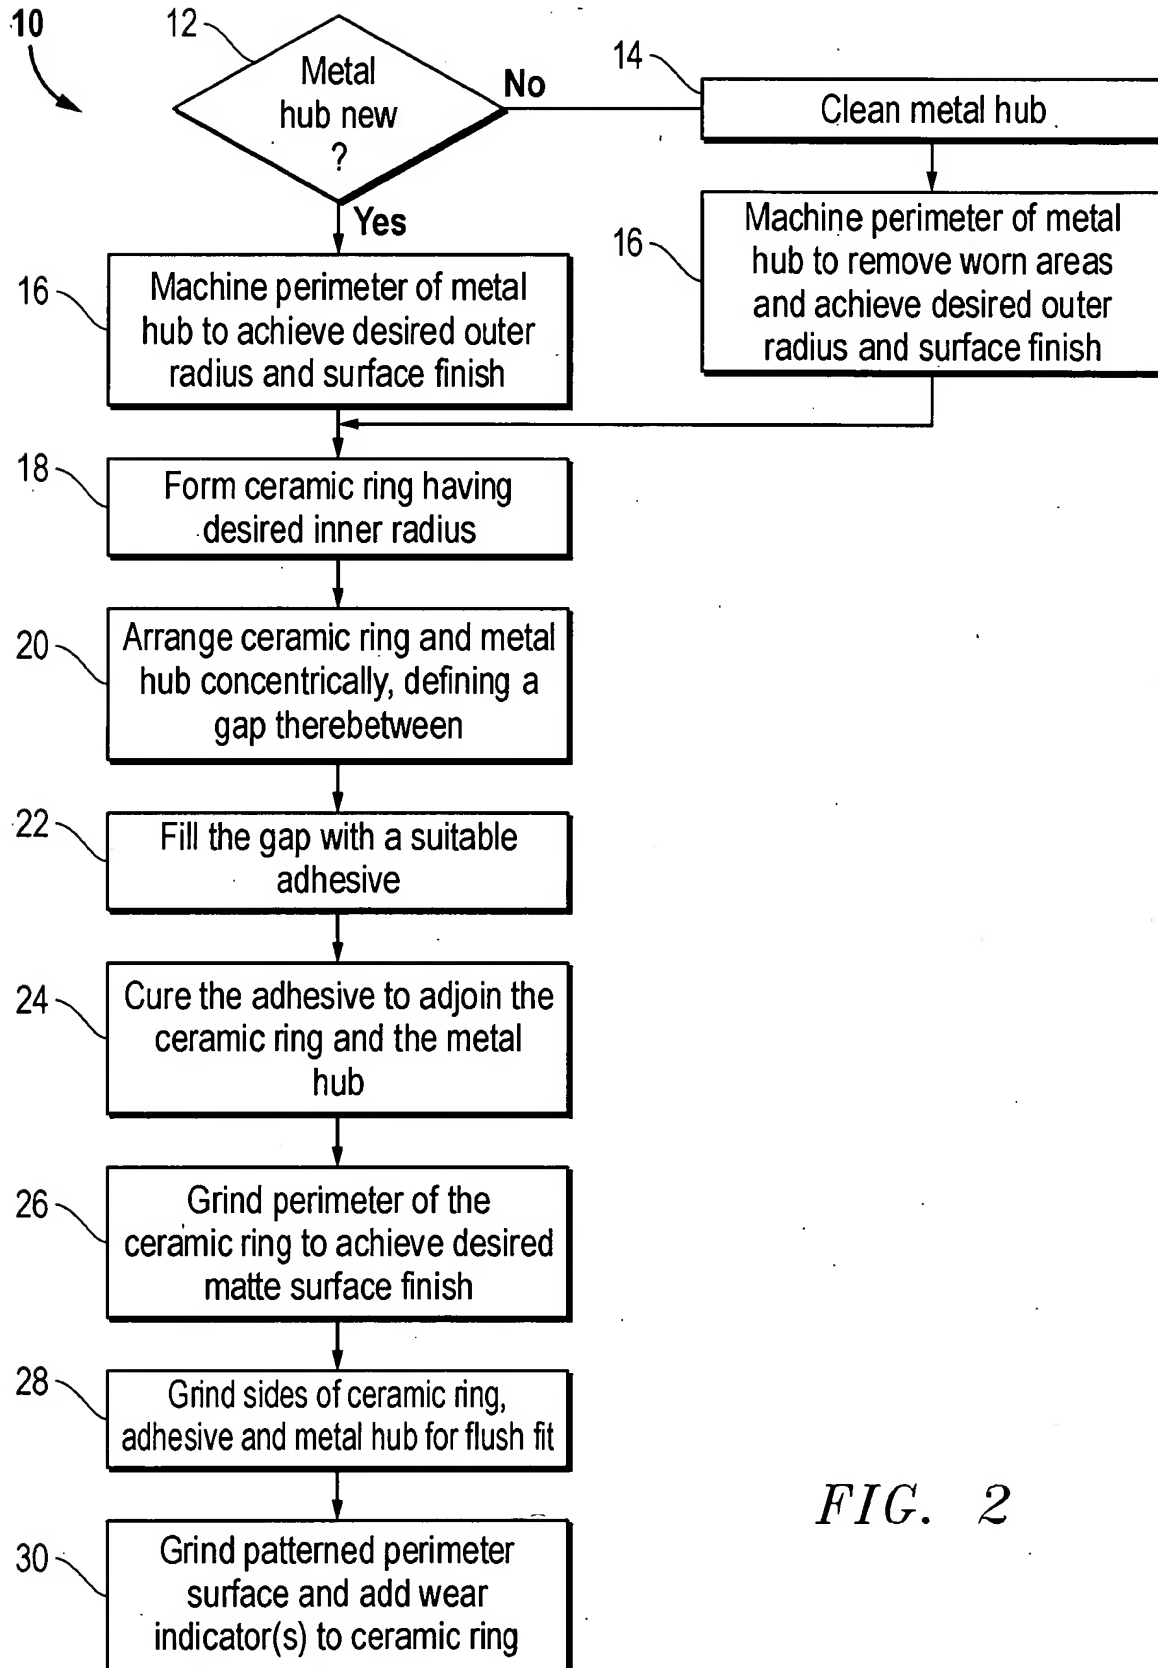 10
12
Metal
hub new
?
No
Yes
14
Clean metal hub
16
Machine perimeter of metal
hub to remove worn areas
and achieve desired outer
radius and surface finish
16
Machine perimeter of metal
hub to achieve desired outer
radius and surface finish
18
Form ceramic ring having
desired inner radius
20
Arrange ceramic ring and metal
hub concentrically, defining a
gap therebetween
22
Fill the gap with a suitable
adhesive
24
Cure the adhesive to adjoin the
ceramic ring and the metal
hub
26
Grind perimeter of the
ceramic ring to achieve desired
matte surface finish
28
Grind sides of ceramic ring,
adhesive and metal hub for flush fit
30
Grind patterned perimeter
surface and add wear
indicator(s) to ceramic ring
FIG. 2